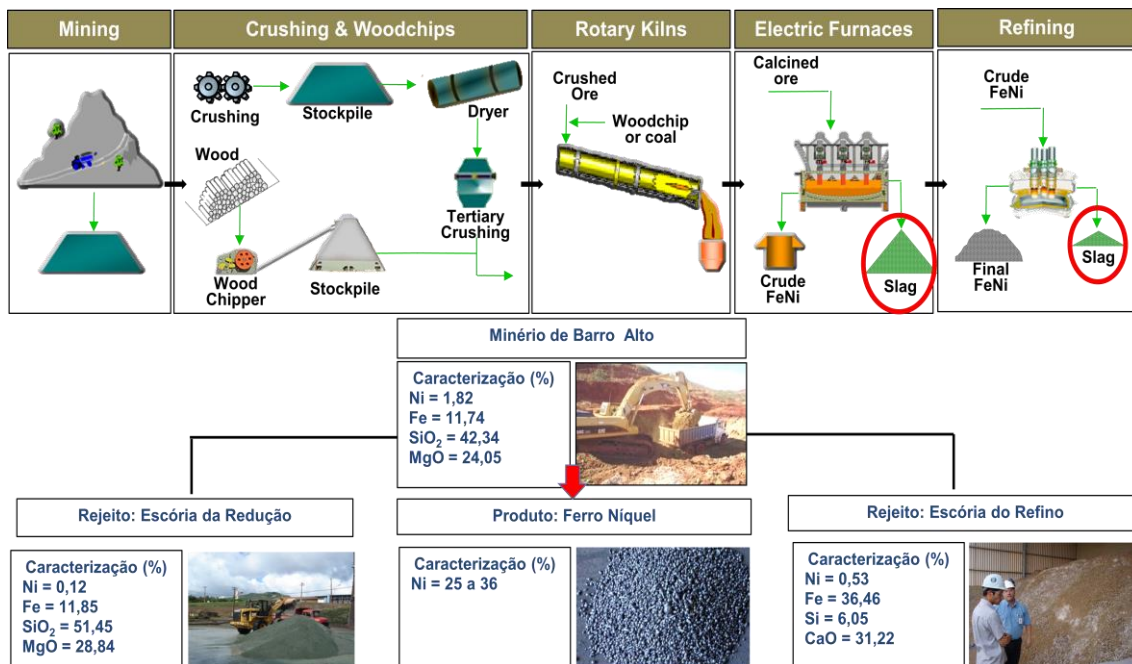 Mining
Crushing & Woodchips
Rotary Kilns
Electric Furnaces
Refining
Crushing
Stockpile
Dryer
Wood
Tertiary
Crushing
Wood
Chipper
Stockpile
Crushed
Ore
Woodchip
or coal
Calcined
ore
Crude
FeNi
Slag
Crude
FeNi
Final
FeNi
Slag
Minério de Barro Alto
Caracterização (%)
Ni = 1,82
Fe = 11,74
SiO₂ = 42,34
MgO = 24,05
Rejeito: Escória da Redução
Caracterização (%)
Ni = 0,12
Fe = 11,85
SiO₂ = 51,45
MgO = 28,84
Produto: Ferro Níquel
Caracterização (%)
Ni = 25 a 36
Rejeito: Escória do Refino
Caracterização (%)
Ni = 0,53
Fe = 36,46
Si = 6,05
CaO = 31,22